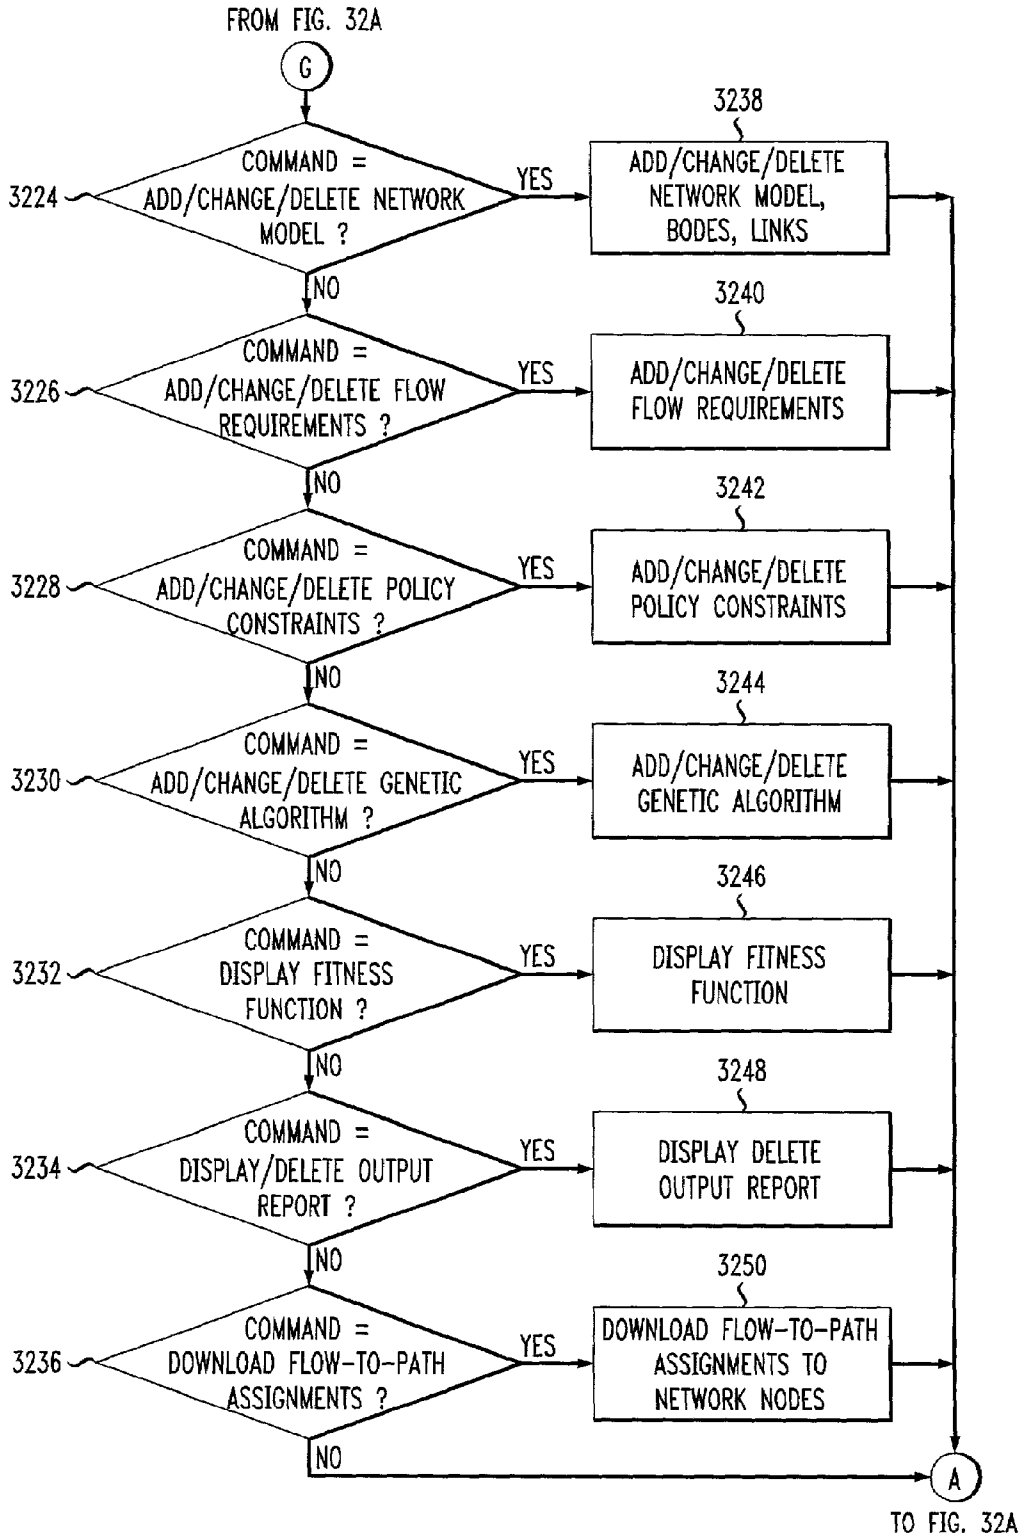 FROM FIG. 32A
G
3224
COMMAND =
ADD/CHANGE/DELETE NETWORK
MODEL ?
YES
3238
ADD/CHANGE/DELETE
NETWORK MODEL,
BODES, LINKS
NO
3226
COMMAND =
ADD/CHANGE/DELETE FLOW
REQUIREMENTS ?
YES
3240
ADD/CHANGE/DELETE
FLOW REQUIREMENTS
NO
3228
COMMAND =
ADD/CHANGE/DELETE POLICY
CONSTRAINTS ?
YES
3242
ADD/CHANGE/DELETE
POLICY CONSTRAINTS
NO
3230
COMMAND =
ADD/CHANGE/DELETE GENETIC
ALGORITHM ?
YES
3244
ADD/CHANGE/DELETE
GENETIC ALGORITHM
NO
3232
COMMAND =
DISPLAY FITNESS
FUNCTION ?
YES
3246
DISPLAY FITNESS
FUNCTION
NO
3234
COMMAND =
DISPLAY/DELETE OUTPUT
REPORT ?
YES
3248
DISPLAY DELETE
OUTPUT REPORT
NO
3236
COMMAND =
DOWNLOAD FLOW-TO-PATH
ASSIGNMENTS ?
YES
3250
DOWNLOAD FLOW-TO-PATH
ASSIGNMENTS TO
NETWORK NODES
NO
A
TO FIG. 32A